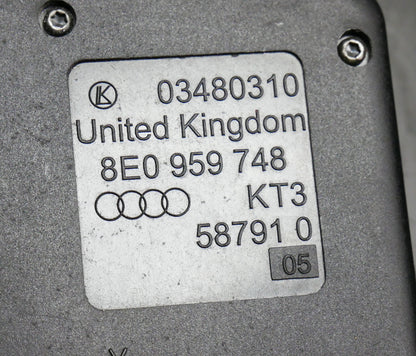 03480310
United Kingdom
8E0 959 748
KT3
58791 0
05